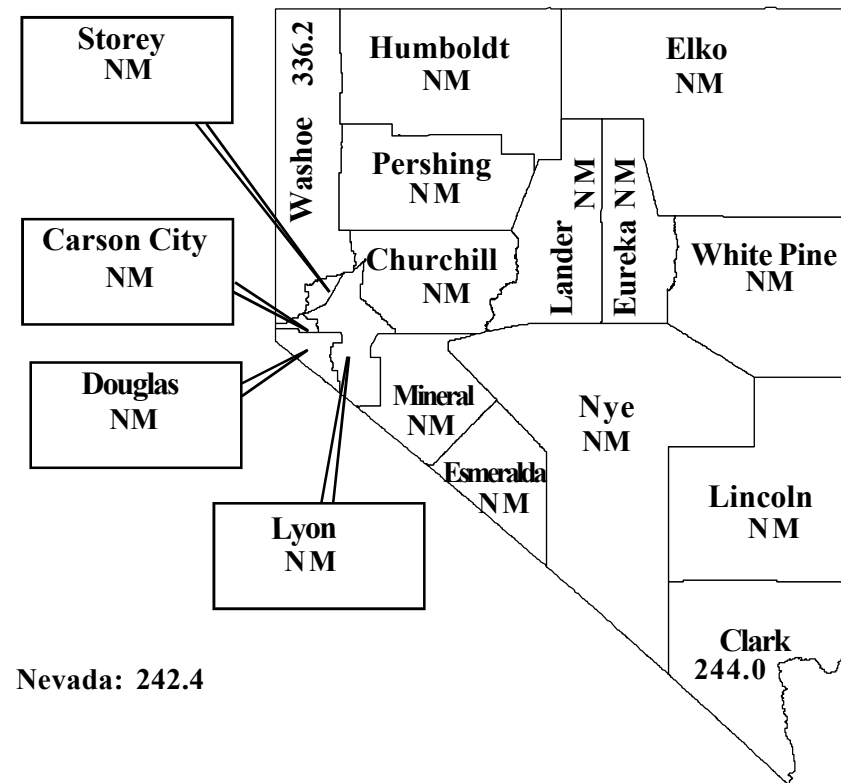 Storey
NM
Washoe 336.2
Humboldt
NM
Elko
NM
Pershing
NM
Lander NM
Eureka NM
Carson City
NM
Churchill
NM
White Pine
NM
Douglas
NM
Mineral
NM
Nye
NM
Esmeralda
NM
Lincoln
NM
Lyon
NM
Clark
244.0
Nevada: 242.4